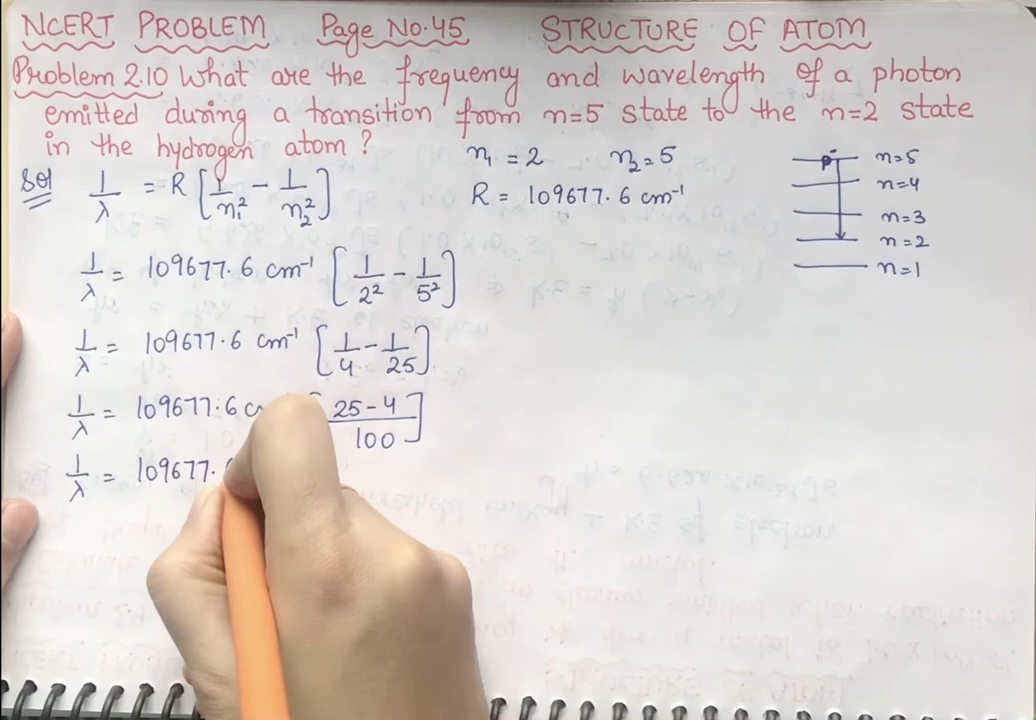 NCERT PROBLEM Page No.45 STRUCTURE OF ATOM
Problem 2.10 What are the frequency and wavelength of a photon
emitted during a transition from n=5 state to the n=2 state
in the hydrogen atom?
Sol 1/λ = R [1/n₁² − 1/n₂²]
n₁ = 2 n₂ = 5
R = 109677.6 cm⁻¹
n=5
n=4
n=3
n=2
n=1
1/λ = 109677.6 cm⁻¹ [1/2² − 1/5²]
1/λ = 109677.6 cm⁻¹ [1/4 − 1/25]
1/λ = 109677.6 c [25−4/100]
1/λ = 109677.